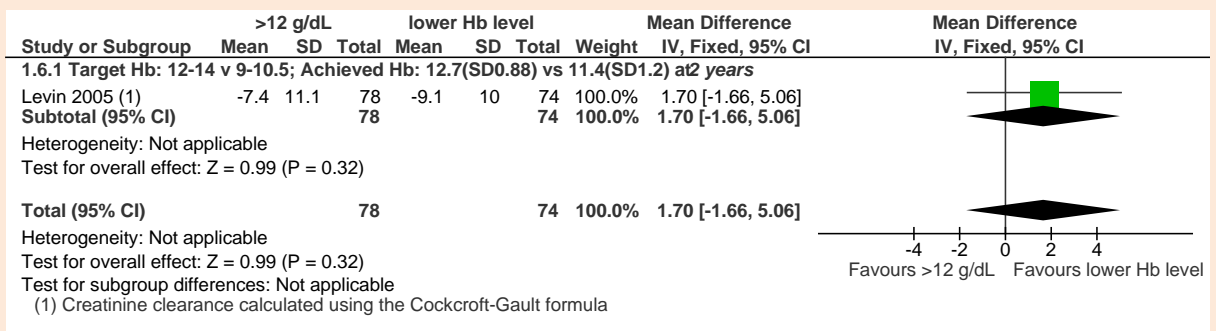 >12 g/dL lower Hb level Mean Difference Mean Difference
Study or Subgroup Mean SD Total Mean SD Total Weight IV, Fixed, 95% CI IV, Fixed, 95% CI
1.6.1 Target Hb: 12-14 v 9-10.5; Achieved Hb: 12.7(SD0.88) vs 11.4(SD1.2) at2 years
Levin 2005 (1) -7.4 11.1 78 -9.1 10 74 100.0% 1.70 [-1.66, 5.06]
Subtotal (95% CI) 78 74 100.0% 1.70 [-1.66, 5.06]
Heterogeneity: Not applicable
Test for overall effect: Z = 0.99 (P = 0.32)
Total (95% CI) 78 74 100.0% 1.70 [-1.66, 5.06]
Heterogeneity: Not applicable
Test for overall effect: Z = 0.99 (P = 0.32)
Test for subgroup differences: Not applicable
(1) Creatinine clearance calculated using the Cockcroft-Gault formula
-4 -2 0 2 4
Favours >12 g/dL Favours lower Hb level